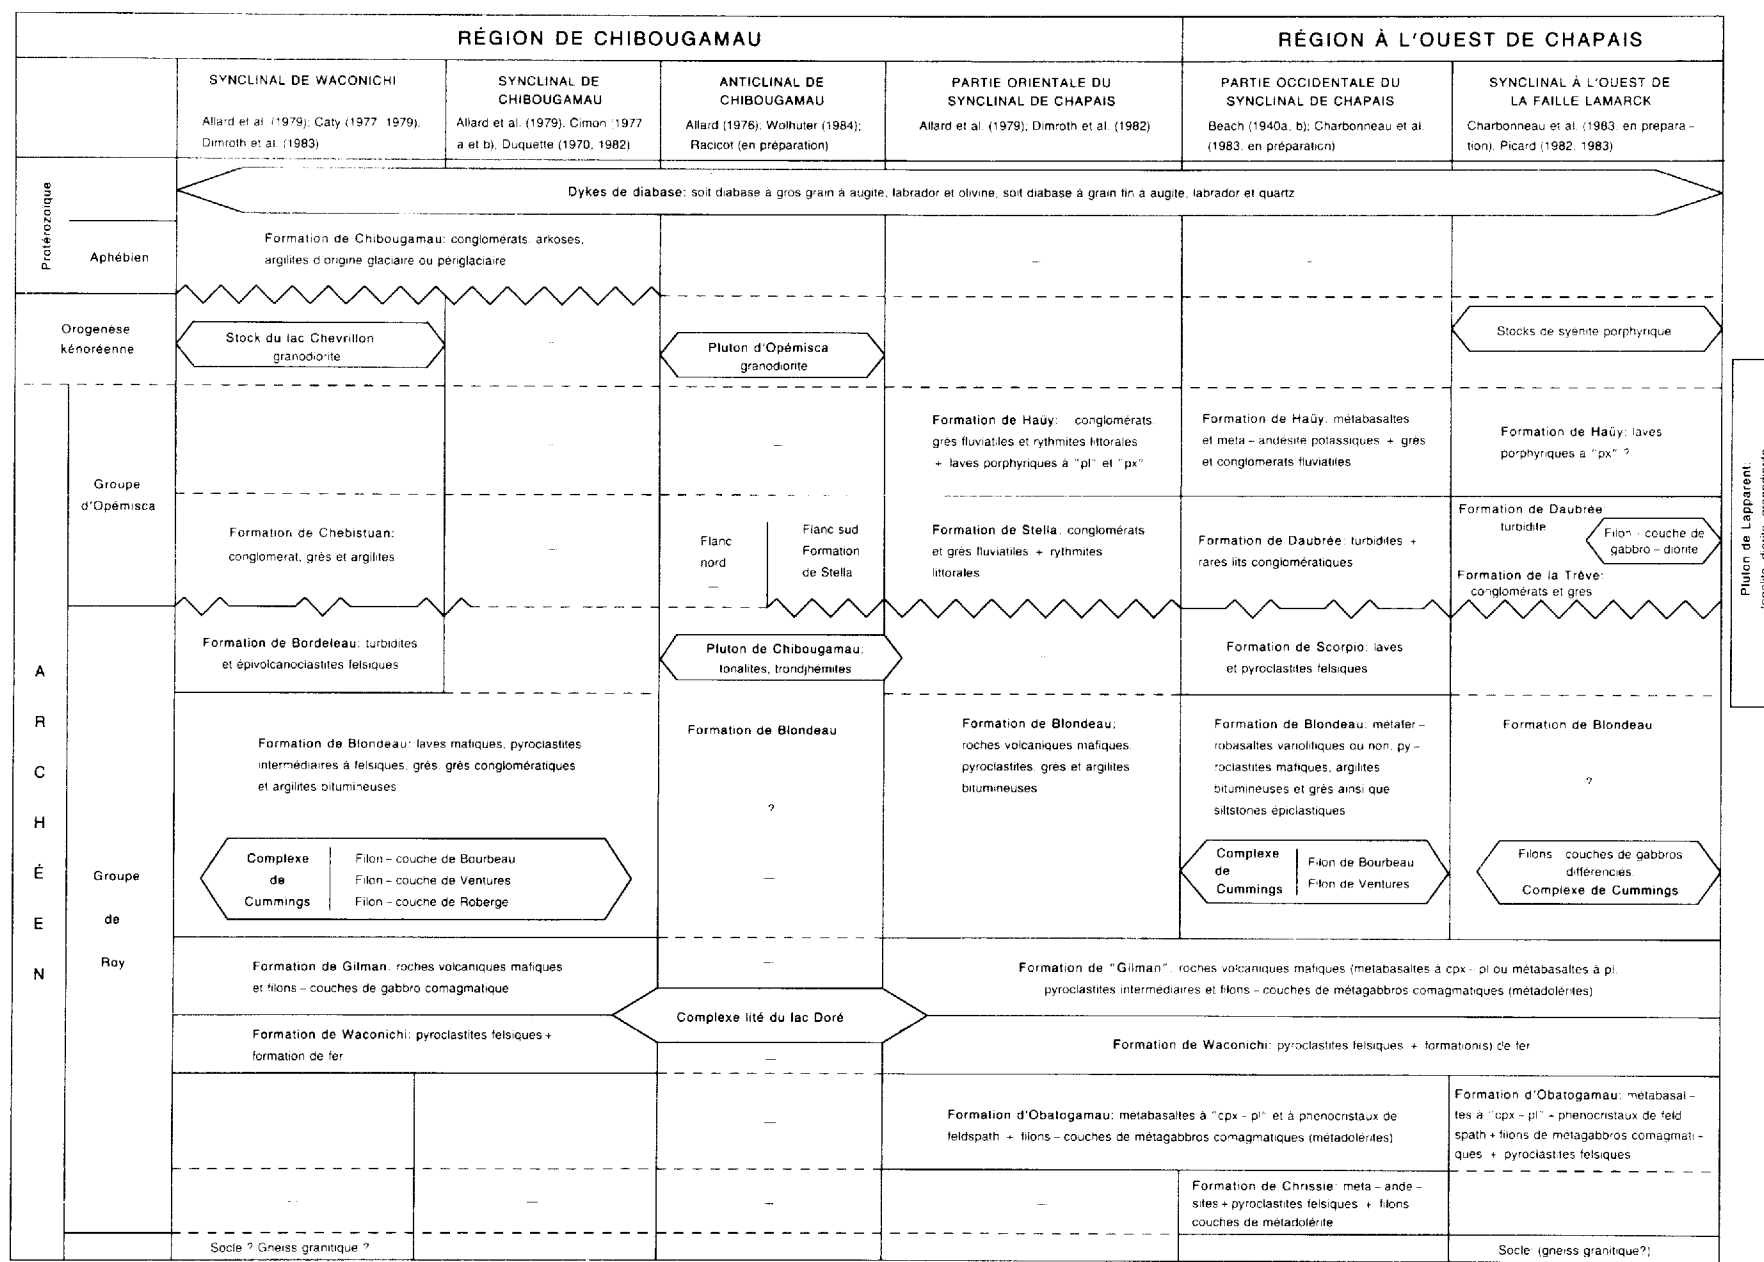 RÉGION DE CHIBOUGAMAU
RÉGION À L'OUEST DE CHAPAIS
SYNCLINAL DE WACONICHI
Allard et al. (1979); Caty (1977, 1979),
Dimroth et al. (1983)
SYNCLINAL DE
CHIBOUGAMAU
Allard et al. (1979), Cimon (1977
a et b), Duquette (1970, 1982)
ANTICLINAL DE
CHIBOUGAMAU
Allard (1976); Wolhuter (1984);
Racicot (en préparation)
PARTIE ORIENTALE DU
SYNCLINAL DE CHAPAIS
Allard et al. (1979); Dimroth et al. (1982)
PARTIE OCCIDENTALE DU
SYNCLINAL DE CHAPAIS
Beach (1940a, b); Charbonneau et al.
(1983, en préparation)
SYNCLINAL À L'OUEST DE
LA FAILLE LAMARCK
Charbonneau et al. (1983, en prépara –
tion), Picard (1982, 1983)
Protérozoïque
Dykes de diabase: soit diabase à gros grain à augite, labrador et olivine, soit diabase à grain fin à augite, labrador et quartz
Aphébien
Formation de Chibougamau: conglomérats, arkoses,
argilites d'origine glaciaire ou périglaciaire
–
–
Orogenèse
kénoréenne
Stock du lac Chevrillon
granodiorite
–
Pluton d'Opémisca
granodiorite
Stocks de syénite porphyrique
ARCHÉEN
Groupe
d'Opémisca
–
–
Formation de Haüy: conglomérats,
grès fluviatiles et rythmites littorales
+ laves porphyriques à "pl" et "px"
Formation de Haüy: métabasaltes
et meta – andésite potassiques + grès
et conglomerats fluviatiles
Formation de Haüy: laves
porphyriques à "px" ?
Formation de Chebistuan:
conglomerat, grès et argilites
–
Flanc
nord
–
Flanc sud
Formation
de Stella
Formation de Stella: conglomérats
et grès fluviatiles + rythmites
littorales
Formation de Daubrée: turbidites +
rares lits conglomératiques
Formation de Daubrée:
turbidite
Filon – couche de
gabbro – diorite
Formation de la Trêve:
conglomérats et grès
Pluton de Lapparent:
tonalite, diorite, granodiorite
Groupe
de
Roy
Formation de Bordeleau: turbidites
et épivolcanoclastites felsiques
Pluton de Chibougamau:
tonalites, trondjhémites
–
Formation de Scorpio: laves
et pyroclastites felsiques
Formation de Blondeau: laves mafiques, pyroclastites
intermédiaires à felsiques, grès, grès conglomératiques
et argilites bitumineuses
Formation de Blondeau
?
Formation de Blondeau:
roches volcaniques mafiques,
pyroclastites, grès et argilites
bitumineuses
Formation de Blondeau: métafer –
robasaltes variolitiques ou non, py –
roclastites mafiques, argilites
bitumineuses et grès ainsi que
siltstones épiclastiques
Formation de Blondeau
?
Complexe
de
Cummings
Filon – couche de Bourbeau
Filon – couche de Ventures
Filon – couche de Roberge
–
Complexe
de
Cummings
Filon de Bourbeau
Filon de Ventures
Filons – couches de gabbros
différenciés,
Complexe de Cummings
Formation de Gilman: roches volcaniques mafiques
et filons – couches de gabbro comagmatique
–
Formation de "Gilman": roches volcaniques mafiques (metabasaltes à cpx – pl ou métabasaltes à pl,
pyroclastites intermédiaires et filons – couches de métagabbros comagmatiques (métadolérites)
Complexe lité du lac Doré
Formation de Waconichi: pyroclastites felsiques +
formation de fer
–
Formation de Waconichi: pyroclastites felsiques + formation(s) de fer
–
Formation d'Obatogamau: métabasaltes à "cpx – pl" et à phenocristaux de
feldspath + filons – couches de métagabbros comagmatiques (métadolérites)
Formation d'Obatogamau: métabasal –
tes à "cpx – pl" – phenocristaux de feld
spath + filons de métagabbros comagmati –
ques + pyroclastites felsiques
–
–
–
–
Formation de Chrissie: meta – ande –
sites + pyroclastites felsiques + filons
couches de métadolérite
Socle ? Gneiss granitique ?
Socle (gneiss granitique?)